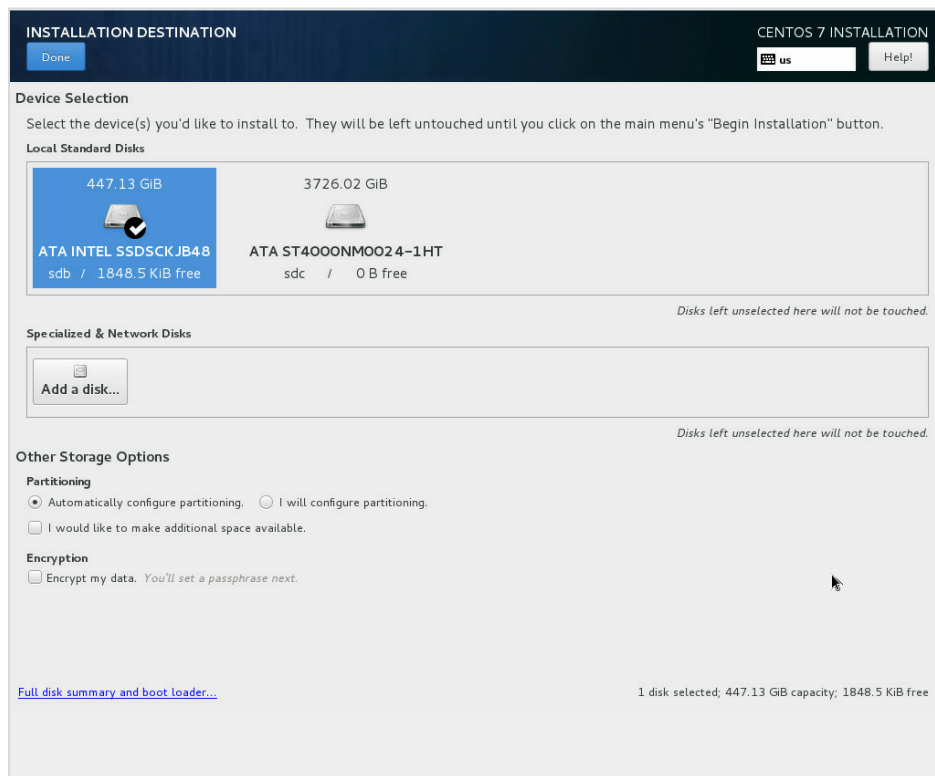 INSTALLATION DESTINATION
CENTOS 7 INSTALLATION
Done
us
Help!
Device Selection
Select the device(s) you'd like to install to. They will be left untouched until you click on the main menu's "Begin Installation" button.
Local Standard Disks
447.13 GiB
ATA INTEL SSDSCKJB48
sdb / 1848.5 KiB free
3726.02 GiB
ATA ST4000NM0024-1HT
sdc / 0 B free
Disks left unselected here will not be touched.
Specialized & Network Disks
Add a disk...
Disks left unselected here will not be touched.
Other Storage Options
Partitioning
Automatically configure partitioning. I will configure partitioning.
I would like to make additional space available.
Encryption
Encrypt my data. You'll set a passphrase next.
Full disk summary and boot loader...
1 disk selected; 447.13 GiB capacity; 1848.5 KiB free